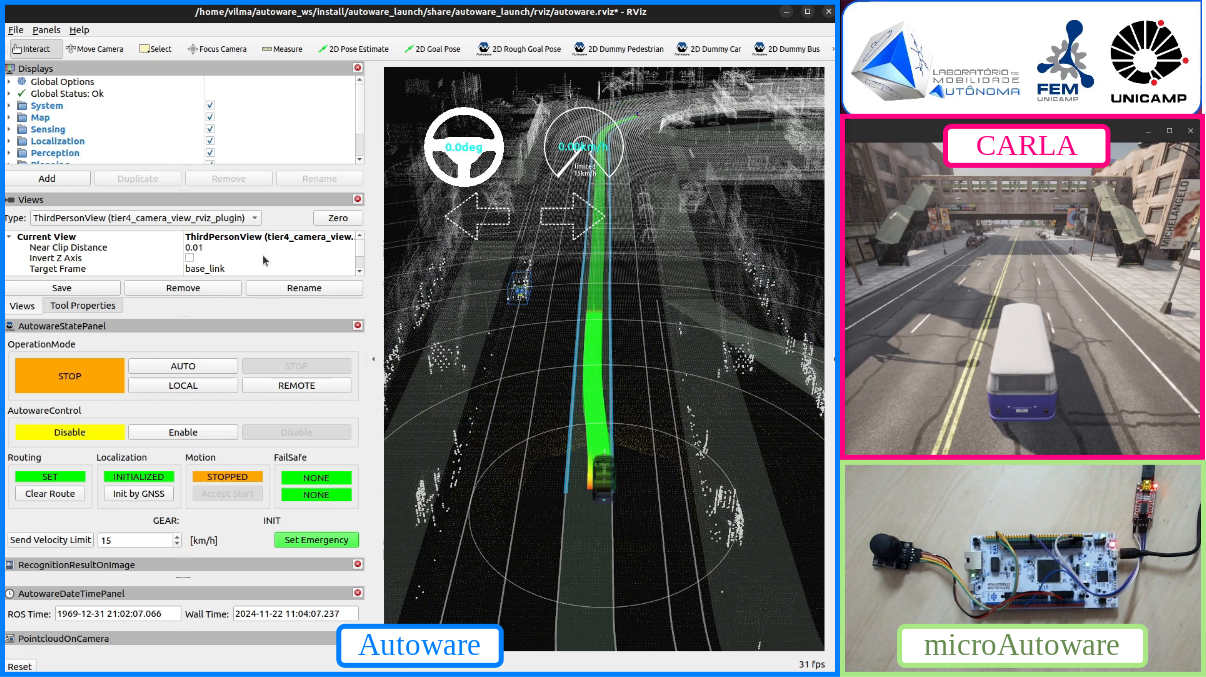 /home/vilma/autoware_ws/install/autoware_launch/share/autoware_launch/rviz/autoware.rviz* - RViz
File Panels Help
Interact Move Camera Select Focus Camera Measure 2D Pose Estimate 2D Goal Pose 2D Rough Goal Pose 2D Dummy Pedestrian 2D Dummy Car 2D Dummy Bus
Displays
Global Options
Global Status: Ok
System
Map
Sensing
Localization
Perception
Add Duplicate Remove Rename
Views
Type: ThirdPersonView (tier4_camera_view_rviz_plugin) Zero
Current View ThirdPersonView (tier4_camera_view...
Near Clip Distance 0.01
Invert Z Axis
Target Frame base_link
Save Remove Rename
Views Tool Properties
AutowareStatePanel
OperationMode
STOP AUTO STOP
LOCAL REMOTE
AutowareControl
Disable Enable Disable
Routing Localization Motion FailSafe
SET INITIALIZED STOPPED NONE
Clear Route Init by GNSS Accept Start NONE
GEAR: INIT
Send Velocity Limit 15 [km/h] Set Emergency
RecognitionResultOnImage
AutowareDateTimePanel
ROS Time: 1969-12-31 21:02:07.066 Wall Time: 2024-11-22 11:04:07.237
PointcloudOnCamera
Reset
0.0deg
0.00km/h
limited
15km/h
Autoware
31 fps
LABORATÓRIO DE
MOBILIDADE
AUTÔNOMA
FEM
UNICAMP
UNICAMP
CARLA
MICHELANGELO
microAutoware